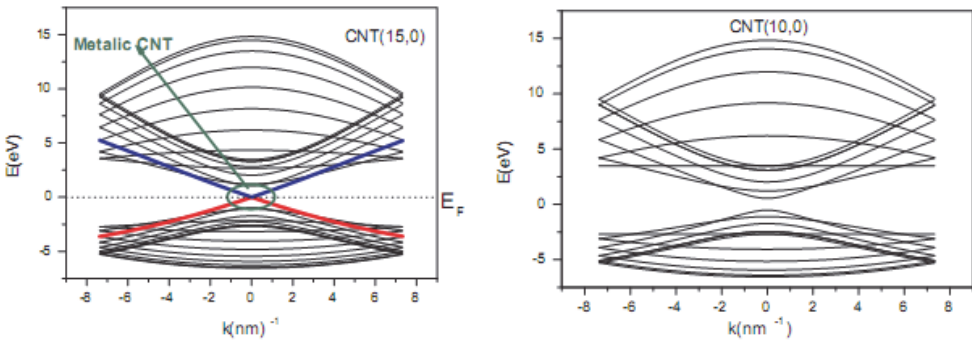 Metalic CNT
CNT(15,0)
15
10
5
0
-5
E(eV)
E
F
-8 -6 -4 -2 0 2 4 6 8
k(nm) -1
CNT(10,0)
15
10
5
0
-5
E(eV)
-8 -6 -4 -2 0 2 4 6 8
k(nm) -1